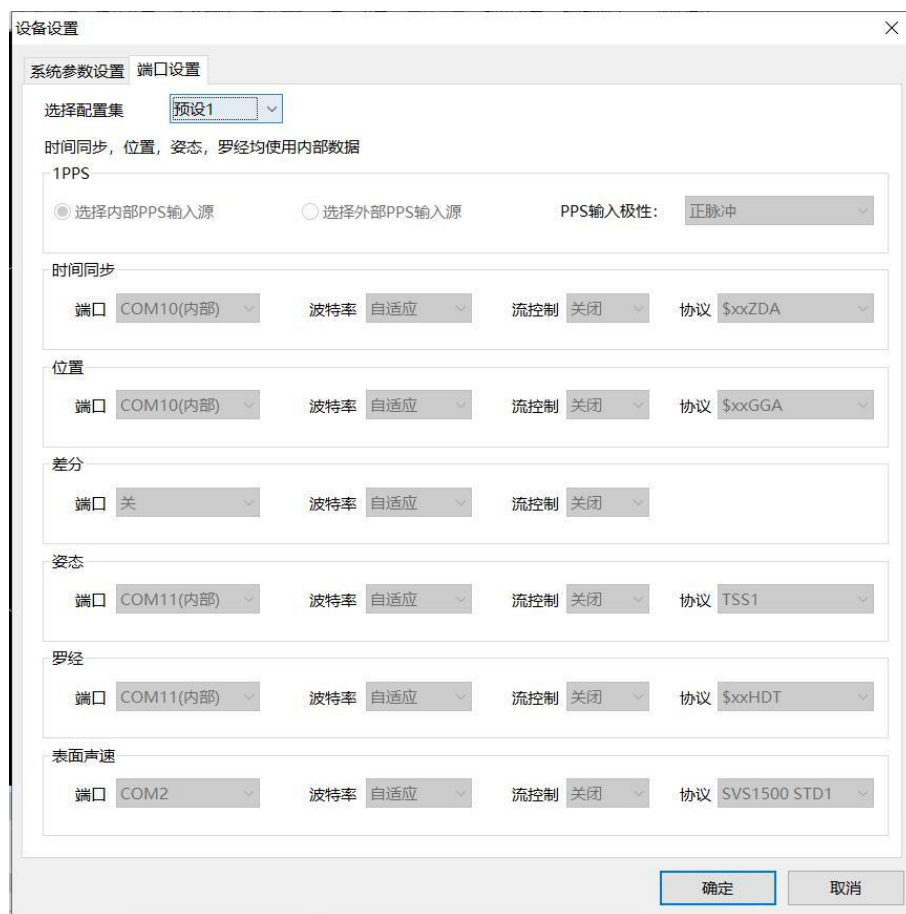 设备设置
系统参数设置 端口设置
选择配置集 预设1
时间同步，位置，姿态，罗经均使用内部数据
1PPS
选择内部PPS输入源 选择外部PPS输入源 PPS输入极性： 正脉冲
时间同步
端口 COM10(内部) 波特率 自适应 流控制 关闭 协议 $xxZDA
位置
端口 COM10(内部) 波特率 自适应 流控制 关闭 协议 $xxGGA
差分
端口 关 波特率 自适应 流控制 关闭
姿态
端口 COM11(内部) 波特率 自适应 流控制 关闭 协议 TSS1
罗经
端口 COM11(内部) 波特率 自适应 流控制 关闭 协议 $xxHDT
表面声速
端口 COM2 波特率 自适应 流控制 关闭 协议 SVS1500 STD1
确定 取消